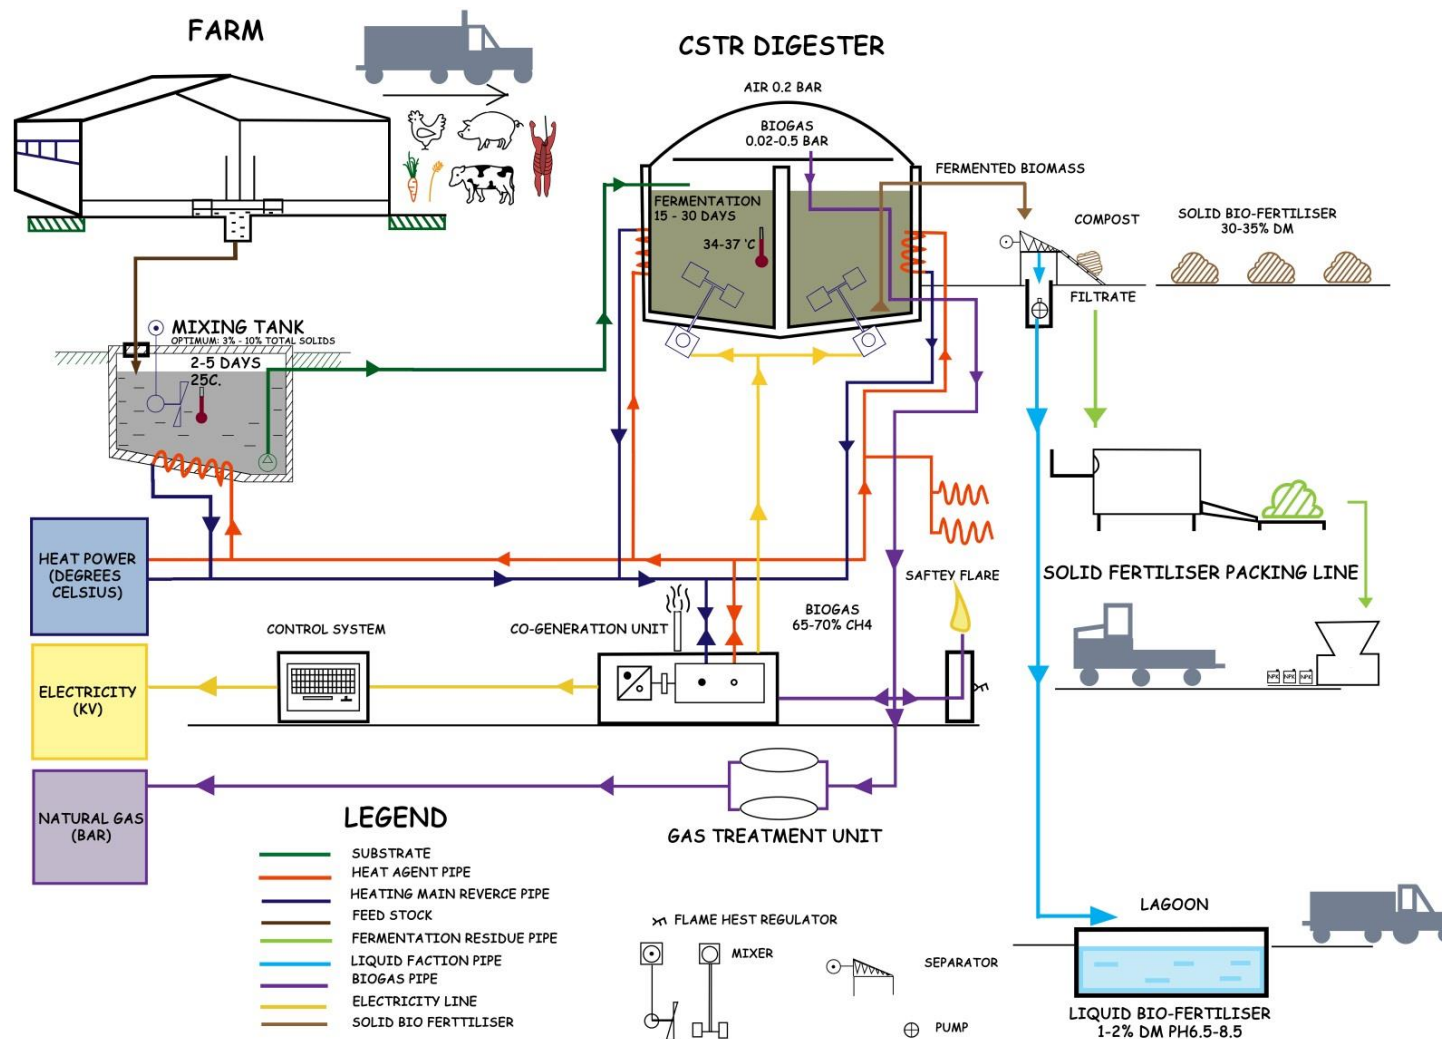 FARM
CSTR DIGESTER
AIR 0.2 BAR
BIOGAS
0.02-0.5 BAR
FERMENTED BIOMASS
FERMENTATION
15 - 30 DAYS
34-37 'C
COMPOST
SOLID BIO-FERTILISER
30-35% DM
FILTRATE
MIXING TANK
OPTIMUM: 3% - 10% TOTAL SOLIDS
2-5 DAYS
25C.
HEAT POWER
(DEGREES
CELSIUS)
SAFTEY FLARE
SOLID FERTILISER PACKING LINE
CONTROL SYSTEM
CO-GENERATION UNIT
BIOGAS
65-70% CH4
ELECTRICITY
(KV)
NPK NPK NPK
NATURAL GAS
(BAR)
GAS TREATMENT UNIT
LEGEND
SUBSTRATE
HEAT AGENT PIPE
HEATING MAIN REVERCE PIPE
FEED STOCK
FERMENTATION RESIDUE PIPE
LIQUID FACTION PIPE
BIOGAS PIPE
ELECTRICITY LINE
SOLID BIO FERTTILISER
FLAME HEST REGULATOR
MIXER
SEPARATOR
PUMP
LAGOON
LIQUID BIO-FERTILISER
1-2% DM PH6.5-8.5